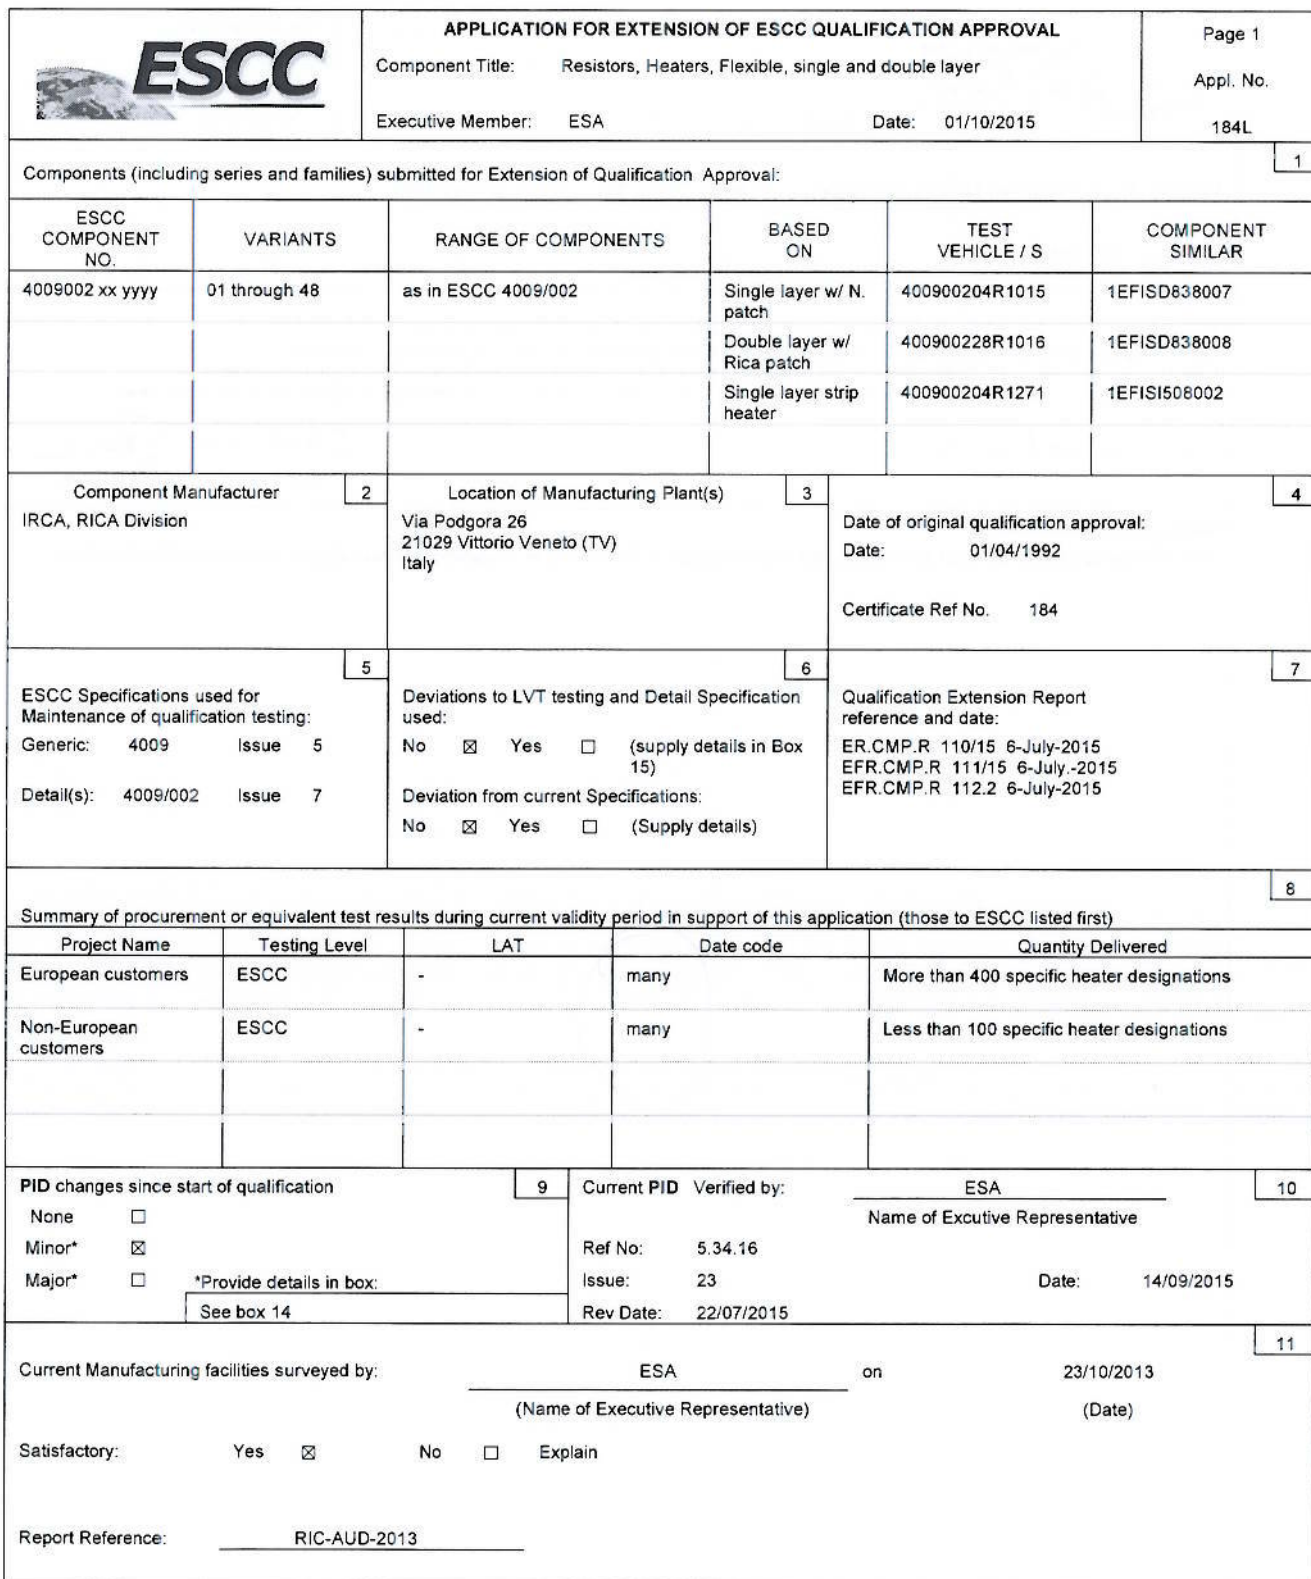 ESCC
APPLICATION FOR EXTENSION OF ESCC QUALIFICATION APPROVAL
Component Title: Resistors, Heaters, Flexible, single and double layer
Executive Member: ESA Date: 01/10/2015
Page 1
Appl. No.
184L
1
Components (including series and families) submitted for Extension of Qualification Approval:
ESCC COMPONENT NO. VARIANTS RANGE OF COMPONENTS BASED ON TEST VEHICLE / S COMPONENT SIMILAR
4009002 xx yyyy 01 through 48 as in ESCC 4009/002 Single layer w/ N. patch 400900204R1015 1EFISD838007
Double layer w/ Rica patch 400900228R1016 1EFISD838008
Single layer strip heater 400900204R1271 1EFISI508002
Component Manufacturer 2
IRCA, RICA Division
Location of Manufacturing Plant(s) 3
Via Podgora 26
21029 Vittorio Veneto (TV)
Italy
4
Date of original qualification approval:
Date: 01/04/1992
Certificate Ref No. 184
5
ESCC Specifications used for
Maintenance of qualification testing:
Generic: 4009 Issue 5
Detail(s): 4009/002 Issue 7
6
Deviations to LVT testing and Detail Specification
used:
No ☒ Yes ☐ (supply details in Box
15)
Deviation from current Specifications:
No ☒ Yes ☐ (Supply details)
7
Qualification Extension Report
reference and date:
ER.CMP.R 110/15 6-July-2015
EFR.CMP.R 111/15 6-July.-2015
EFR.CMP.R 112.2 6-July-2015
8
Summary of procurement or equivalent test results during current validity period in support of this application (those to ESCC listed first)
Project Name Testing Level LAT Date code Quantity Delivered
European customers ESCC - many More than 400 specific heater designations
Non-European customers ESCC - many Less than 100 specific heater designations
PID changes since start of qualification 9
None ☐
Minor* ☒
Major* ☐ *Provide details in box:
See box 14
Current PID Verified by: ESA 10
Name of Excutive Representative
Ref No: 5.34.16
Issue: 23 Date: 14/09/2015
Rev Date: 22/07/2015
11
Current Manufacturing facilities surveyed by: ESA on 23/10/2013
(Name of Executive Representative) (Date)
Satisfactory: Yes ☒ No ☐ Explain
Report Reference: RIC-AUD-2013